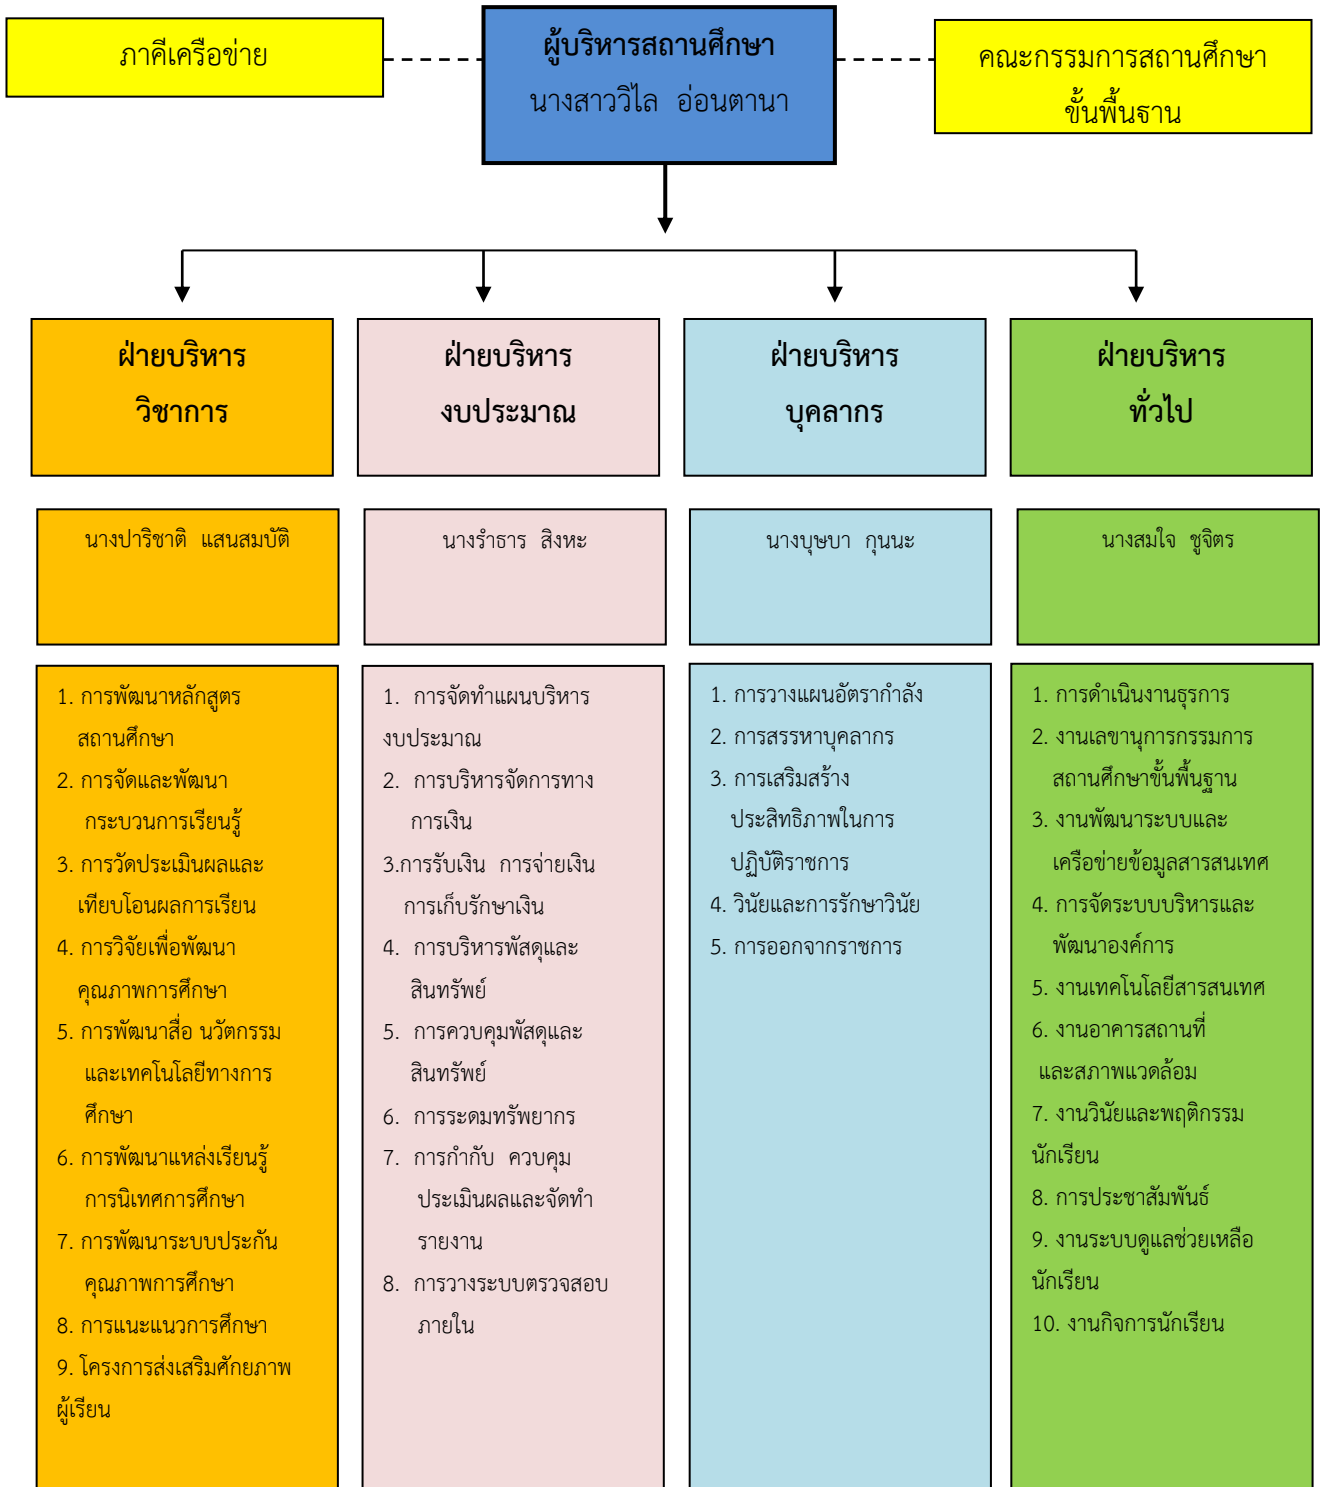 ภาคีเครือข่าย
ผู้บริหารสถานศึกษา
นางสาววิไล อ่อนตานา
คณะกรรมการสถานศึกษา
ขั้นพื้นฐาน
ฝ่ายบริหาร
วิชาการ
ฝ่ายบริหาร
งบประมาณ
ฝ่ายบริหาร
บุคลากร
ฝ่ายบริหาร
ทั่วไป
นางปาริชาติ แสนสมบัติ
นางรำธาร สิงหะ
นางบุษบา กุนนะ
นางสมใจ ชูจิตร
1. การพัฒนาหลักสูตร
สถานศึกษา
2. การจัดและพัฒนา
กระบวนการเรียนรู้
3. การวัดประเมินผลและ
เทียบโอนผลการเรียน
4. การวิจัยเพื่อพัฒนา
คุณภาพการศึกษา
5. การพัฒนาสื่อ นวัตกรรม
และเทคโนโลยีทางการ
ศึกษา
6. การพัฒนาแหล่งเรียนรู้
การนิเทศการศึกษา
7. การพัฒนาระบบประกัน
คุณภาพการศึกษา
8. การแนะแนวการศึกษา
9. โครงการส่งเสริมศักยภาพ
ผู้เรียน
1. การจัดทำแผนบริหาร
งบประมาณ
2. การบริหารจัดการทาง
การเงิน
3.การรับเงิน การจ่ายเงิน
การเก็บรักษาเงิน
4. การบริหารพัสดุและ
สินทรัพย์
5. การควบคุมพัสดุและ
สินทรัพย์
6. การระดมทรัพยากร
7. การกำกับ ควบคุม
ประเมินผลและจัดทำ
รายงาน
8. การวางระบบตรวจสอบ
ภายใน
1. การวางแผนอัตรากำลัง
2. การสรรหาบุคลากร
3. การเสริมสร้าง
ประสิทธิภาพในการ
ปฏิบัติราชการ
4. วินัยและการรักษาวินัย
5. การออกจากราชการ
1. การดำเนินงานธุรการ
2. งานเลขานุการกรรมการ
สถานศึกษาขั้นพื้นฐาน
3. งานพัฒนาระบบและ
เครือข่ายข้อมูลสารสนเทศ
4. การจัดระบบบริหารและ
พัฒนาองค์การ
5. งานเทคโนโลยีสารสนเทศ
6. งานอาคารสถานที่
และสภาพแวดล้อม
7. งานวินัยและพฤติกรรม
นักเรียน
8. การประชาสัมพันธ์
9. งานระบบดูแลช่วยเหลือ
นักเรียน
10. งานกิจการนักเรียน